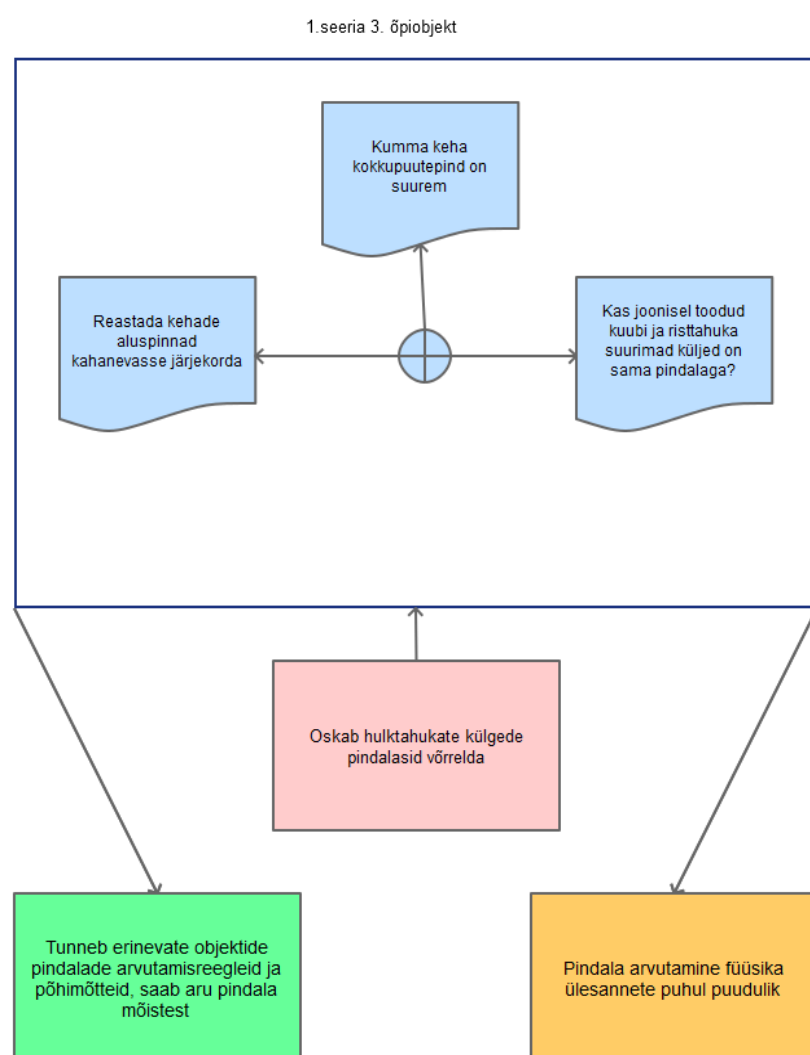 1.seeria 3. õpiobjekt
Kumma keha
kokkupuutepind on
suurem
Reastada kehade
aluspinnad
kahanevasse järjekorda
Kas joonisel toodud
kuubi ja risttahuka
suurimad küljed on
sama pindalaga?
Oskab hulktahukate külgede
pindalasid võrrelda
Tunneb erinevate objektide
pindalade arvutamisreegleid ja
põhimõtteid, saab aru pindala
mõistest
Pindala arvutamine füüsika
ülesannete puhul puudulik